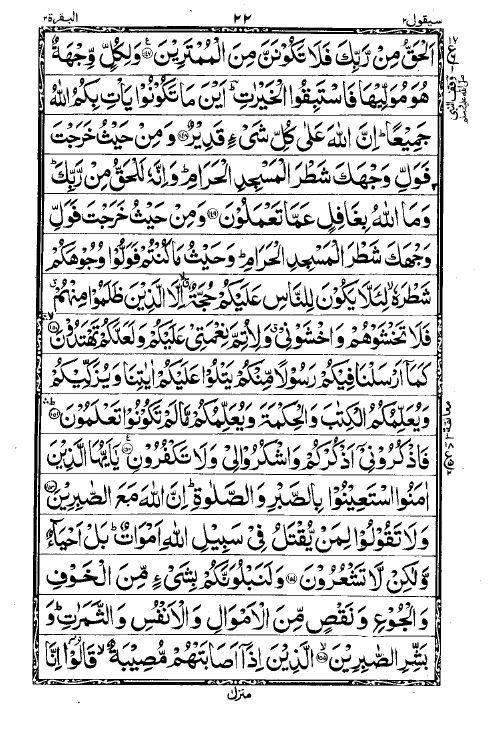 سيقول ٢ ٢٢ البقرة ٢
اَلْحَقُّ مِنْ رَّبِّكَ فَلَا تَكُوْنَنَّ مِنَ الْمُمْتَرِيْنَ ۝١٤٧ وَلِكُلٍّ وِّجْهَةٌ
هُوَ مُوَلِّيْهَا فَاسْتَبِقُوا الْخَيْرٰتِ ؕ اَيْنَ مَا تَكُوْنُوْا يَاْتِ بِكُمُ اللّٰهُ
جَمِيْعًا ؕ اِنَّ اللّٰهَ عَلٰى كُلِّ شَىْءٍ قَدِيْرٌ ۝١٤٨ وَمِنْ حَيْثُ خَرَجْتَ
فَوَلِّ وَجْهَكَ شَطْرَ الْمَسْجِدِ الْحَرَامِ ؕ وَاِنَّهٗ لَلْحَقُّ مِنْ رَّبِّكَ ؕ
وَمَا اللّٰهُ بِغَافِلٍ عَمَّا تَعْمَلُوْنَ ۝١٤٩ وَمِنْ حَيْثُ خَرَجْتَ فَوَلِّ
وَجْهَكَ شَطْرَ الْمَسْجِدِ الْحَرَامِ ؕ وَحَيْثُ مَا كُنْتُمْ فَوَلُّوْا وُجُوْهَكُمْ
شَطْرَهٗ ۙ لِئَلَّا يَكُوْنَ لِلنَّاسِ عَلَيْكُمْ حُجَّةٌ ۙ اِلَّا الَّذِيْنَ ظَلَمُوْا مِنْهُمْ ۗ
فَلَا تَخْشَوْهُمْ وَاخْشَوْنِىْ ۗ وَلِاُتِمَّ نِعْمَتِىْ عَلَيْكُمْ وَلَعَلَّكُمْ تَهْتَدُوْنَ ۝١٥٠
كَمَآ اَرْسَلْنَا فِيْكُمْ رَسُوْلًا مِّنْكُمْ يَتْلُوْا عَلَيْكُمْ اٰيٰتِنَا وَيُزَكِّيْكُمْ
وَيُعَلِّمُكُمُ الْكِتٰبَ وَالْحِكْمَةَ وَيُعَلِّمُكُمْ مَّا لَمْ تَكُوْنُوْا تَعْلَمُوْنَ ۝١٥١
فَاذْكُرُوْنِىْٓ اَذْكُرْكُمْ وَاشْكُرُوْا لِىْ وَلَا تَكْفُرُوْنِ ۝١٥٢ يٰٓاَيُّهَا الَّذِيْنَ
اٰمَنُوا اسْتَعِيْنُوْا بِالصَّبْرِ وَالصَّلٰوةِ ؕ اِنَّ اللّٰهَ مَعَ الصّٰبِرِيْنَ ۝١٥٣
وَلَا تَقُوْلُوْا لِمَنْ يُّقْتَلُ فِىْ سَبِيْلِ اللّٰهِ اَمْوَاتٌ ؕ بَلْ اَحْيَآءٌ
وَّلٰكِنْ لَّا تَشْعُرُوْنَ ۝١٥٤ وَلَنَبْلُوَنَّكُمْ بِشَىْءٍ مِّنَ الْخَوْفِ
وَالْجُوْعِ وَنَقْصٍ مِّنَ الْاَمْوَالِ وَالْاَنْفُسِ وَالثَّمَرٰتِ ؕ وَ
بَشِّرِ الصّٰبِرِيْنَ ۝١٥٥ الَّذِيْنَ اِذَآ اَصَابَتْهُمْ مُّصِيْبَةٌ ۙ قَالُوْٓا اِنَّا
منزل